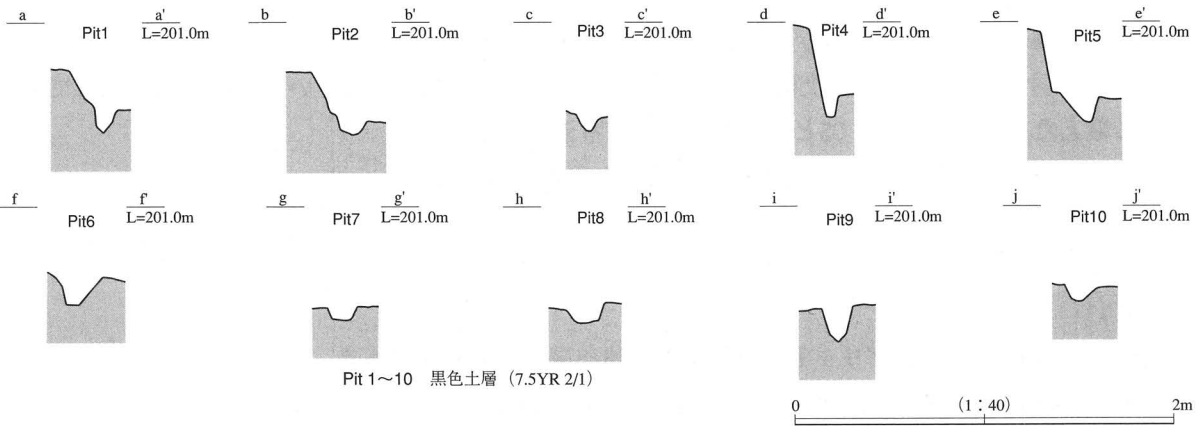 a a' b b' c c' d d' e e'
Pit1 L=201.0m Pit2 L=201.0m Pit3 L=201.0m Pit4 L=201.0m Pit5 L=201.0m
f f' g g' h h' i i' j j'
Pit6 L=201.0m Pit7 L=201.0m Pit8 L=201.0m Pit9 L=201.0m Pit10 L=201.0m
Pit 1～10 黒色土層 (7.5YR 2/1)
0 (1：40) 2m